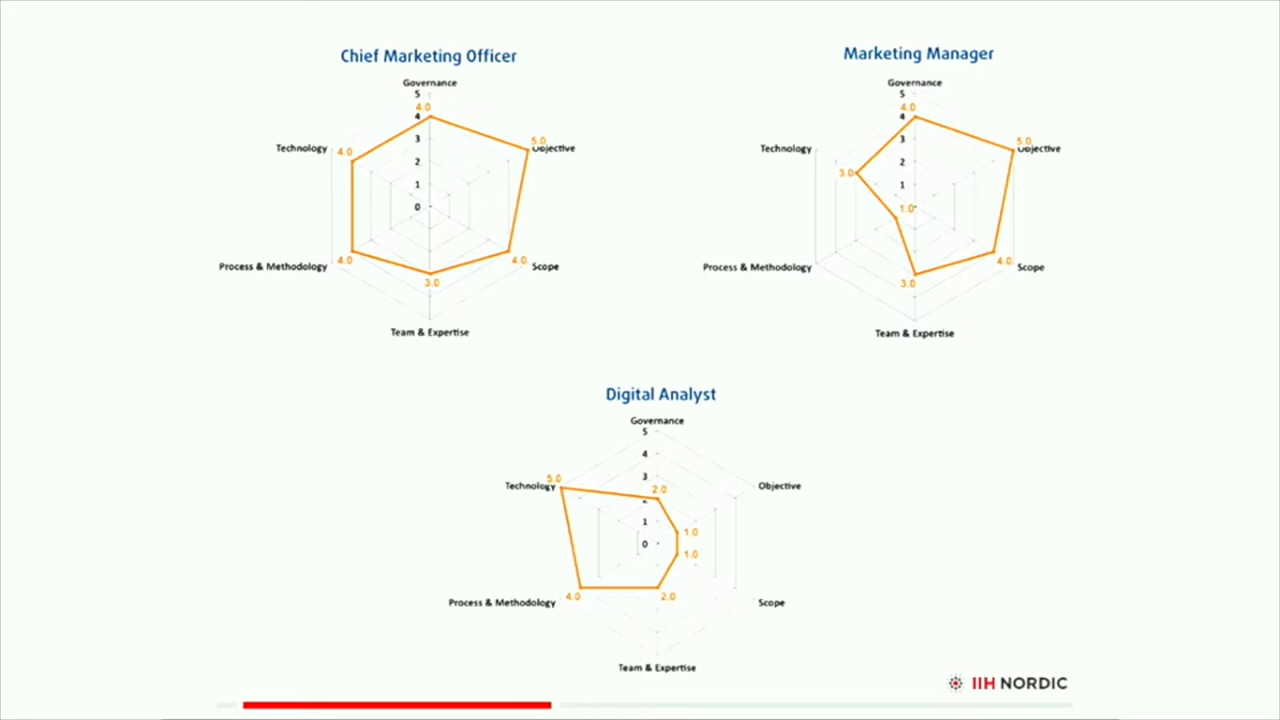 Chief Marketing Officer
Governance
5
4.0
4
5.0
Technology
4.0
3
Objective
2
1
0
Process & Methodology
4.0
4.0
Scope
3.0
Team & Expertise
Marketing Manager
Governance
5
4.0
4
5.0
Technology
3
Objective
3.0
2
1
1.0
Process & Methodology
4.0
Scope
3.0
Team & Expertise
Digital Analyst
Governance
5
4
5.0
3
Technology
2.0
Objective
1
1.0
0
1.0
4.0
2.0
Process & Methodology
Scope
Team & Expertise
IIH NORDIC